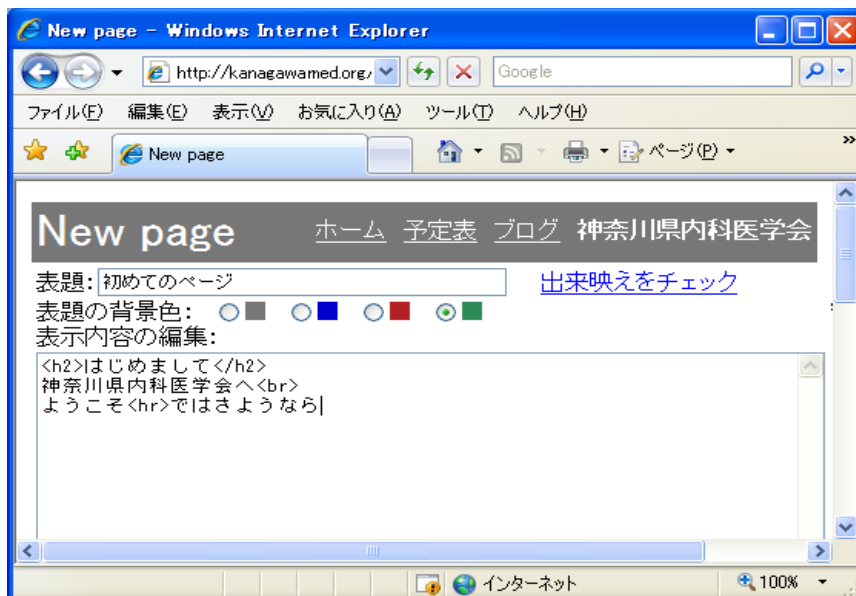 New page - Windows Internet Explorer
http://kanagawamed.org/ Google
ファイル(F) 編集(E) 表示(V) お気に入り(A) ツール(T) ヘルプ(H)
New page ページ(P) »
New page ホーム 予定表 ブログ 神奈川県内科医学会
表題: 初めてのページ 出来映えをチェック
表題の背景色:
表示内容の編集:
<h2>はじめまして</h2>
神奈川県内科医学会へ<br>
ようこそ<hr>ではさようなら
インターネット 100%